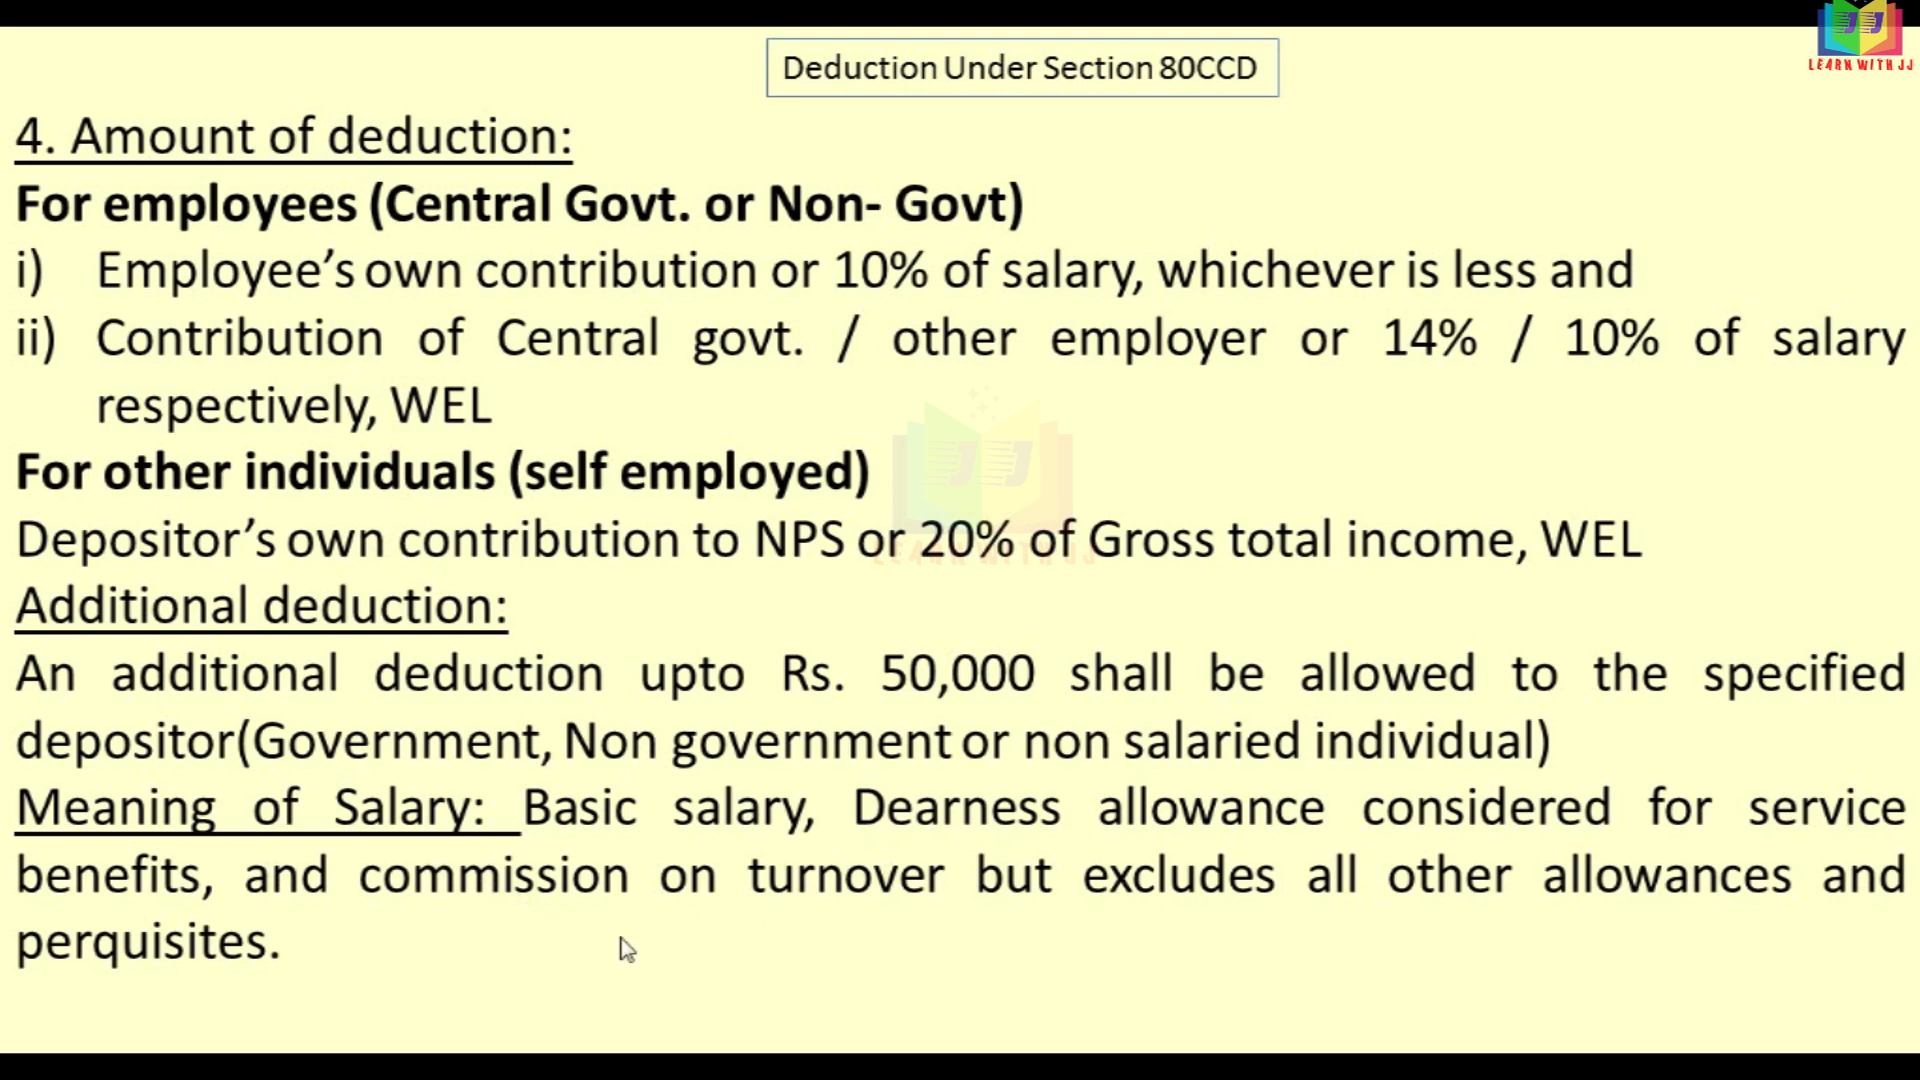 LEARN WITH JJ
Deduction Under Section 80CCD
4. Amount of deduction:
For employees (Central Govt. or Non- Govt)
i) Employee’s own contribution or 10% of salary, whichever is less and
ii) Contribution of Central govt. / other employer or 14% / 10% of salary
respectively, WEL
For other individuals (self employed)
Depositor’s own contribution to NPS or 20% of Gross total income, WEL
LEARN WITH JJ
Additional deduction:
An additional deduction upto Rs. 50,000 shall be allowed to the specified
depositor(Government, Non government or non salaried individual)
Meaning of Salary: Basic salary, Dearness allowance considered for service
benefits, and commission on turnover but excludes all other allowances and
perquisites.